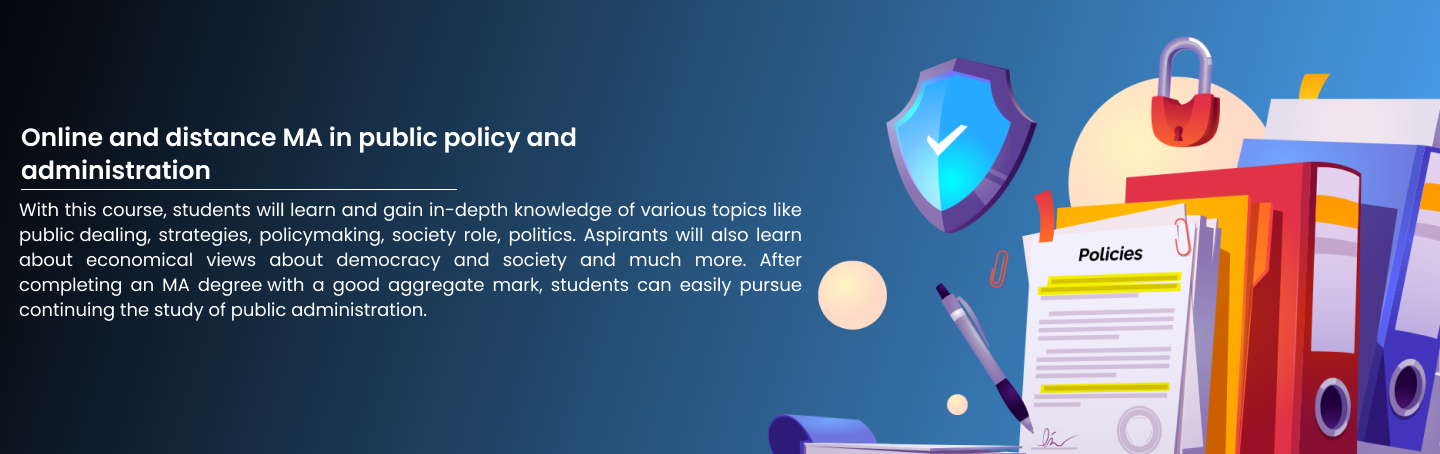 Online and distance MA in public policy and
administration
With this course, students will learn and gain in-depth knowledge of various topics like
public dealing, strategies, policymaking, society role, politics. Aspirants will also learn
about economical views about democracy and society and much more. After
completing an MA degree with a good aggregate mark, students can easily pursue
continuing the study of public administration.
Policies